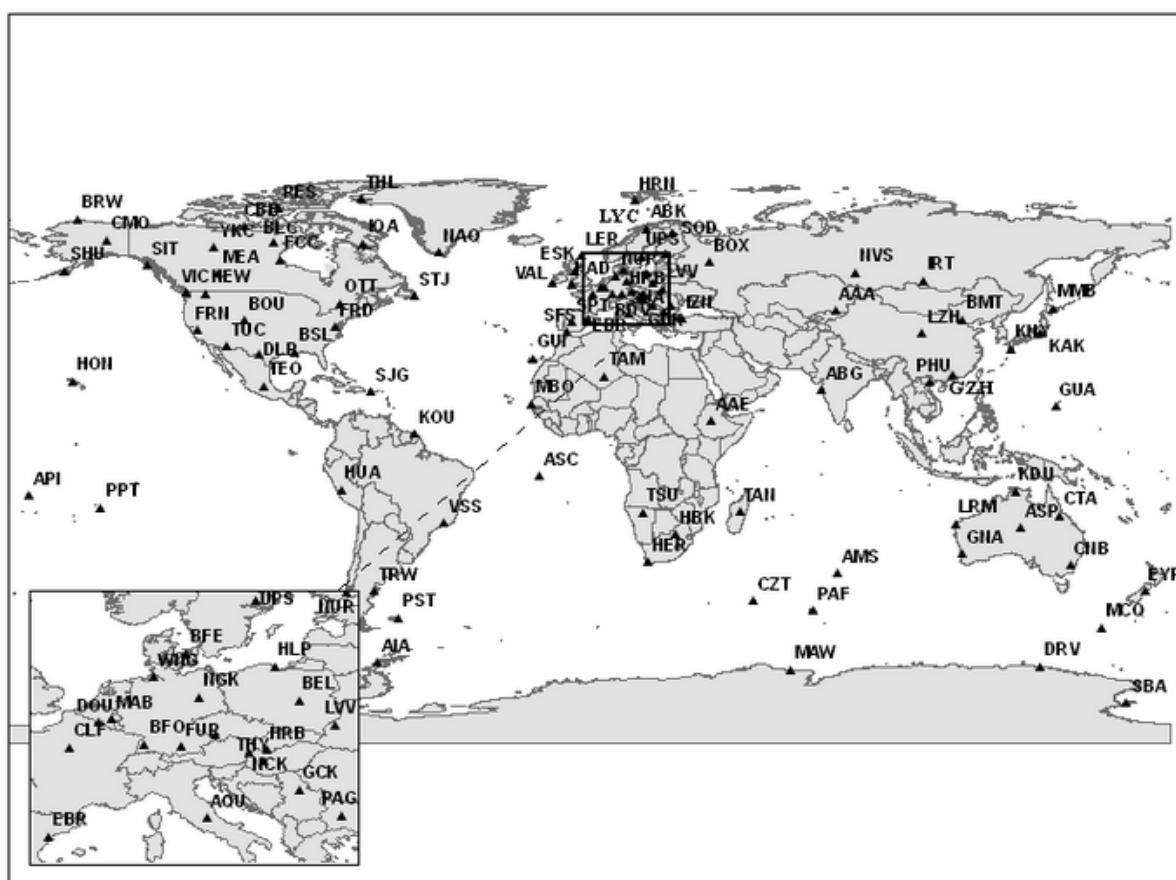 HRN
RES
THL
BRW
CBB
LYC
ABK
CMO
YKC
BLC
IQA
NAQ
LER
UPS
SOD
SHU
SIT
MEA
FCC
ESK
BOX
VAL
NVS
IRT
VIC
NEW
OTT
STJ
BOU
FRD
AAA
BMT
MMB
FRN
TUC
BSL
SFS
LZH
KNY
DLR
GUI
TAM
KAK
HON
TEO
SJG
MBO
ABG
PHU
GZH
GUA
AAE
KOU
API
PPT
HUA
ASC
KDU
VSS
TSU
TAN
LRM
ASP
CTA
HBK
GNA
HER
CNB
TRW
AMS
EYR
PST
CZT
PAF
MCQ
AIA
MAW
DRV
SBA
UPS
NUR
BFE
HLP
WNG
NGK
BEL
DOU
MAB
LVV
CLF
BFO
FUR
HRB
THY
NCK
GCK
EBR
AQU
PAG